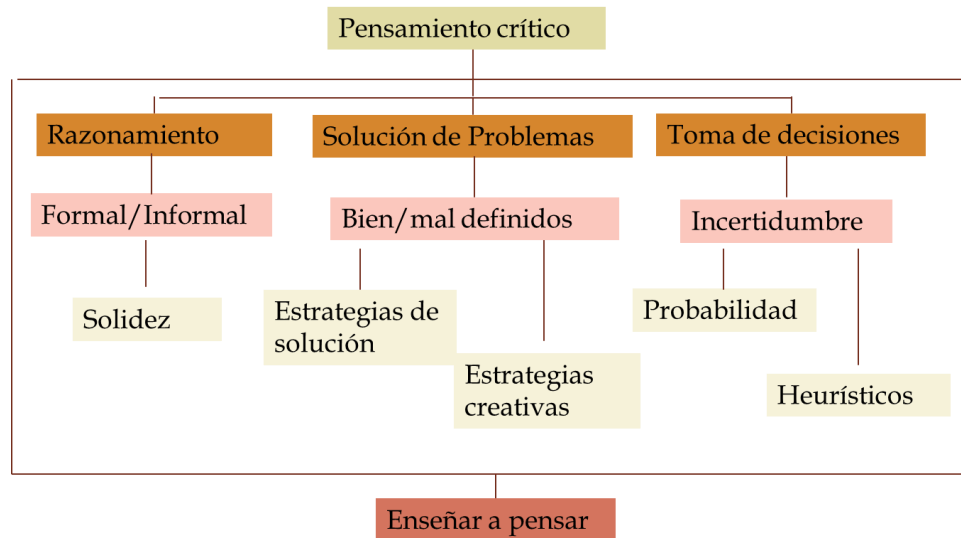 Pensamiento crítico
Razonamiento
Solución de Problemas
Toma de decisiones
Formal/Informal
Bien/mal definidos
Incertidumbre
Solidez
Estrategias de
solución
Probabilidad
Estrategias
creativas
Heurísticos
Enseñar a pensar